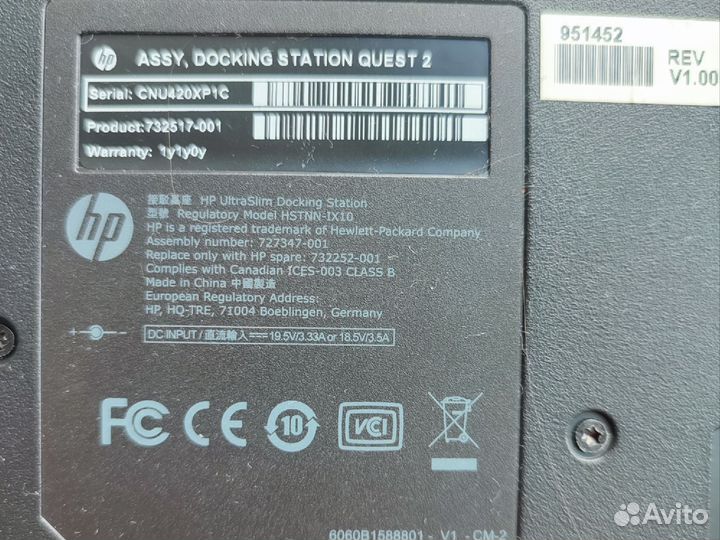 hp ASSY, DOCKING STATION QUEST 2
Serial: CNU420XP1C
Product:732517-001
Warranty: 1y1y0y
951452
REV
V1.00
hp
接駁基座 HP UltraSlim Docking Station
型號 Regulatory Model HSTNN-IX10
HP is a registered trademark of Hewlett-Packard Company
Assembly number: 727347-001
Replace only with HP spare: 732252-001
Complies with Canadian ICES-003 CLASS B
Made in China 中國製造
European Regulatory Address:
HP, HQ-TRE, 71004 Boeblingen, Germany
DC INPUT / 直流輸入 19.5V/3.33A or 18.5V/3.5A
FC CE 10 VCI
6060B1588801 - V1 - CM-2
Avito